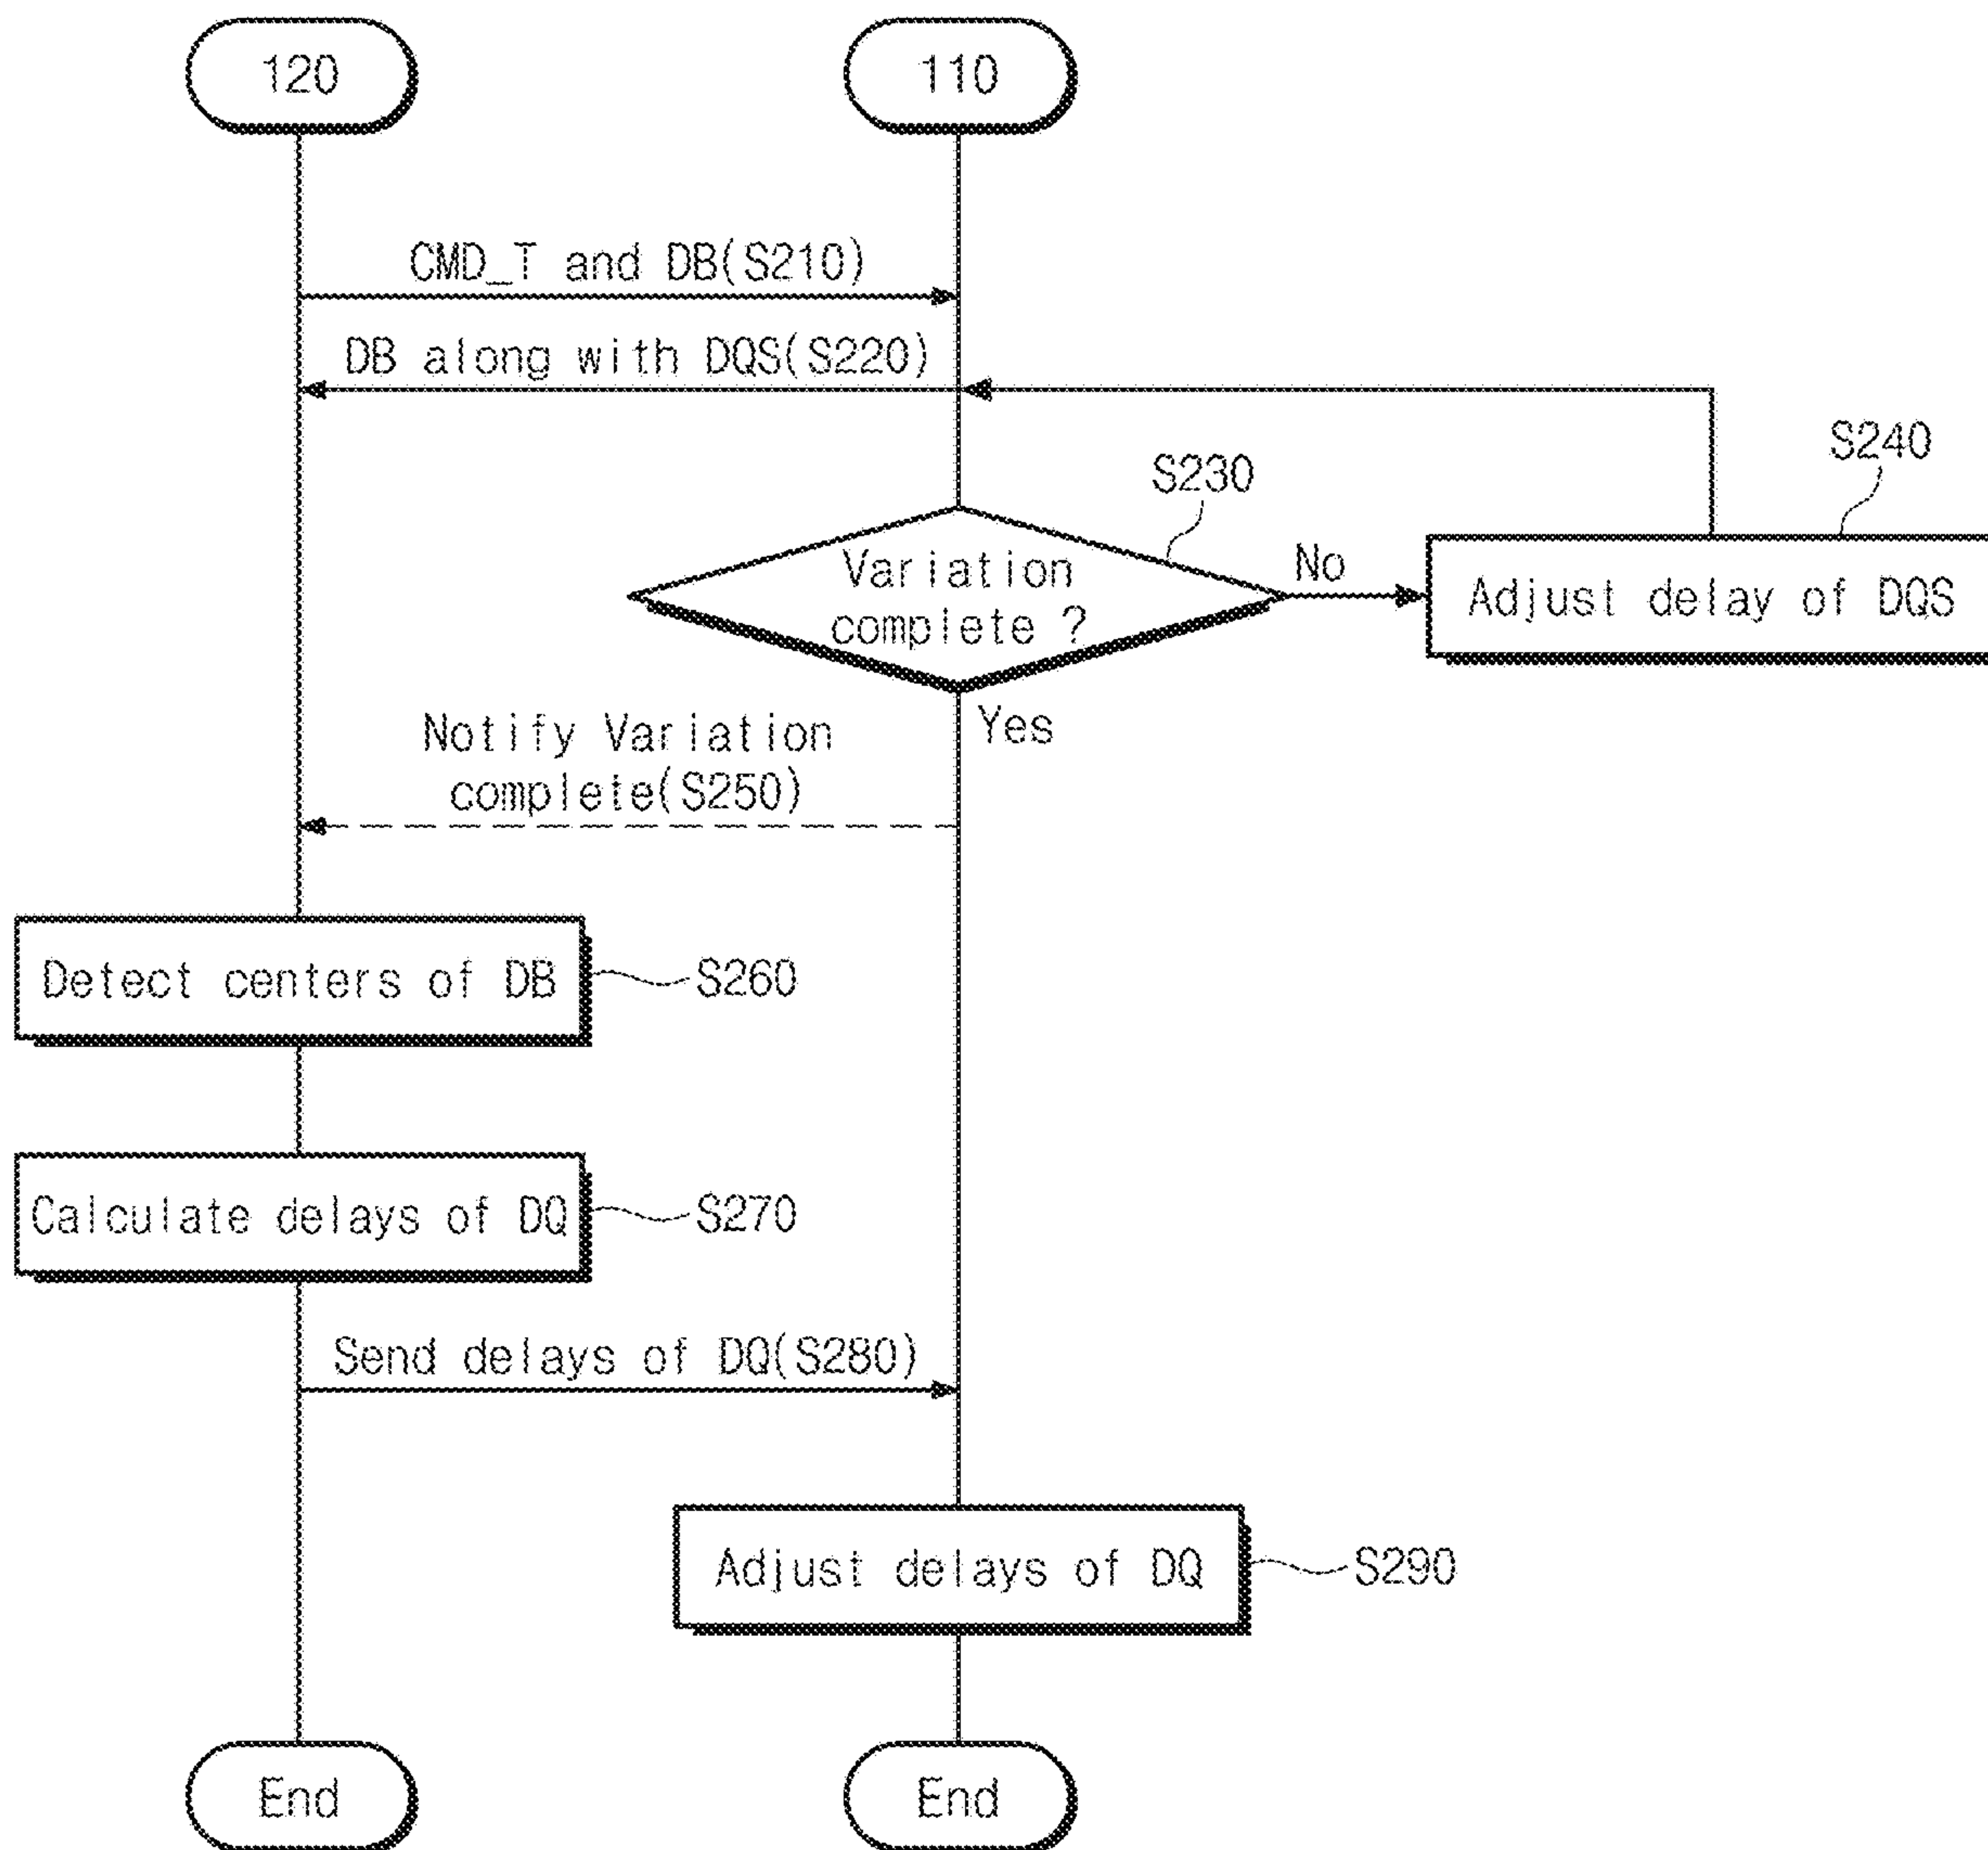 120
110
CMD_T and DB(S210)
DB along with DQS(S220)
S240
S230
Variation
complete ?
No
Adjust delay of DQS
Yes
Notify Variation
complete(S250)
Detect centers of DB
S260
Calculate delays of DQ
S270
Send delays of DQ(S280)
Adjust delays of DQ
S290
End
End